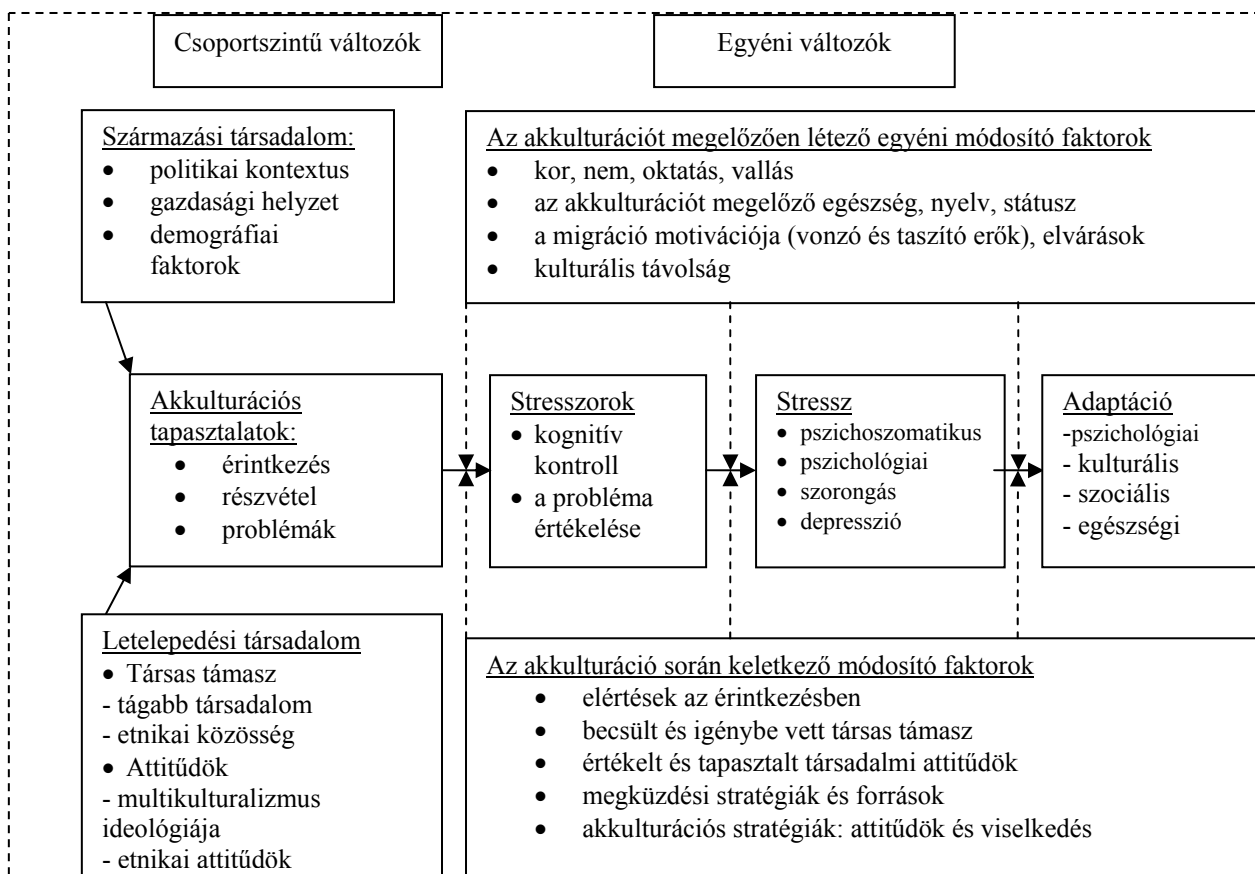 Csoportszintű változók
Egyéni változók
Származási társadalom:
• politikai kontextus
• gazdasági helyzet
• demográfiai
faktorok
Az akkulturációt megelőzően létező egyéni módosító faktorok
• kor, nem, oktatás, vallás
• az akkulturációt megelőző egészség, nyelv, státusz
• a migráció motivációja (vonzó és taszító erők), elvárások
• kulturális távolság
Akkulturációs
tapasztalatok:
• érintkezés
• részvétel
• problémák
Stresszorok
• kognitív
kontroll
• a probléma
értékelése
Stressz
• pszichoszomatikus
• pszichológiai
• szorongás
• depresszió
Adaptáció
-pszichológiai
- kulturális
- szociális
- egészségi
Letelepedési társadalom
• Társas támasz
- tágabb társadalom
- etnikai közösség
• Attitűdök
- multikulturalizmus
ideológiája
- etnikai attitűdök
Az akkulturáció során keletkező módosító faktorok
• elértések az érintkezésben
• becsült és igénybe vett társas támasz
• értékelt és tapasztalt társadalmi attitűdök
• megküzdési stratégiák és források
• akkulturációs stratégiák: attitűdök és viselkedés